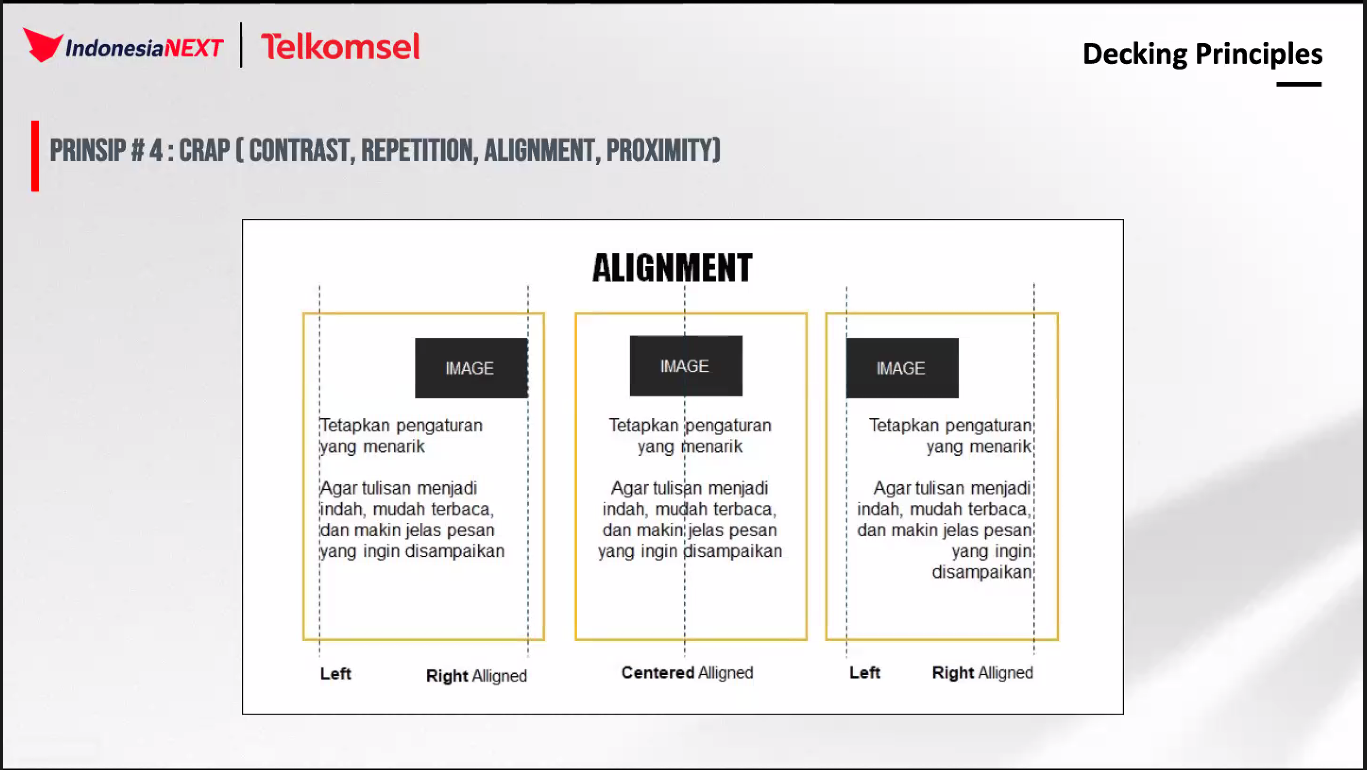 IndonesiaNEXT
Telkomsel
Decking Principles
PRINSIP # 4 : CRAP ( CONTRAST, REPETITION, ALIGNMENT, PROXIMITY)
ALIGNMENT
IMAGE
Tetapkan pengaturan
yang menarik
Agar tulisan menjadi
indah, mudah terbaca,
dan makin jelas pesan
yang ingin disampaikan
Left
Right Alligned
IMAGE
Tetapkan pengaturan
yang menarik
Agar tulisan menjadi
indah, mudah terbaca,
dan makin jelas pesan
yang ingin disampaikan
Centered Alligned
IMAGE
Tetapkan pengaturan
yang menarik
Agar tulisan menjadi
indah, mudah terbaca,
dan makin jelas pesan
yang ingin
disampaikan
Left
Right Alligned